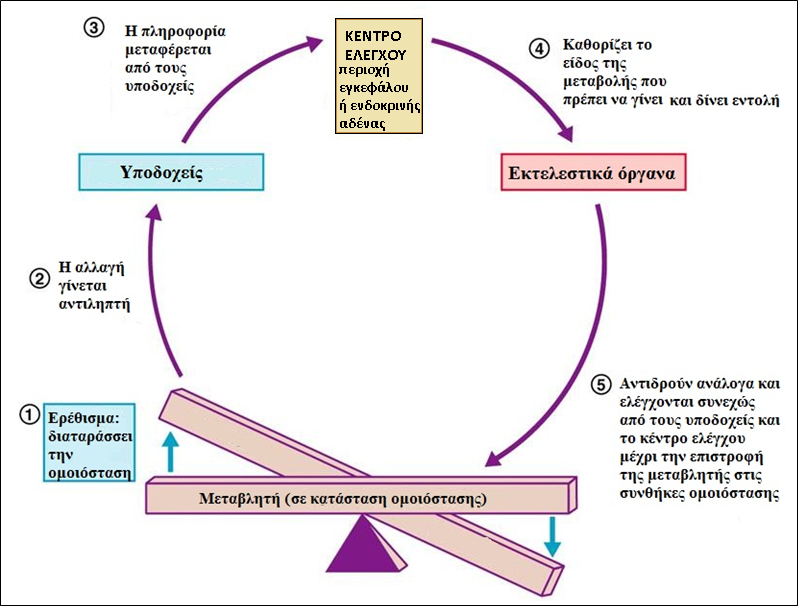 ③ Η πληροφορία
μεταφέρεται
από τους
υποδοχείς
ΚΕΝΤΡΟ
ΕΛΕΓΧΟΥ
περιοχή
εγκεφάλου
ή ενδοκρινής
αδένας
④ Καθορίζει το
είδος της
μεταβολής που
πρέπει να γίνει και δίνει εντολή
Υποδοχείς
Εκτελεστικά όργανα
② Η αλλαγή
γίνεται
αντιληπτή
① Ερέθισμα:
διαταράσσει
την
ομοιόσταση
⑤ Αντιδρούν ανάλογα και
ελέγχονται συνεχώς
από τους υποδοχείς και
το κέντρο ελέγχου
μέχρι την επιστροφή
της μεταβλητής στις
συνθήκες ομοιόστασης
Μεταβλητή (σε κατάσταση ομοιόστασης)